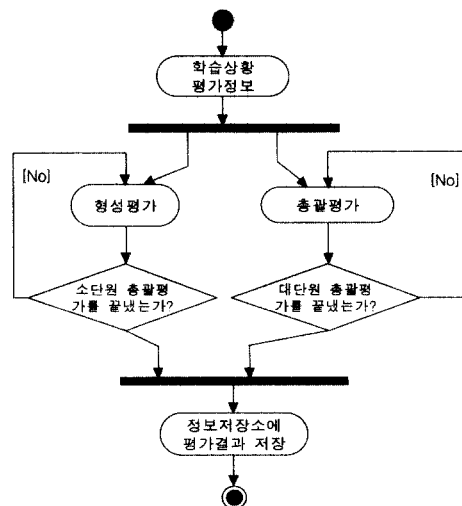 학습상황
평가정보
[No]
[No]
형성평가
총괄평가
소단원 총괄평
가를 끝냈는가?
대단원 총괄평
가를 끝냈는가?
정보저장소에
평가결과 저장